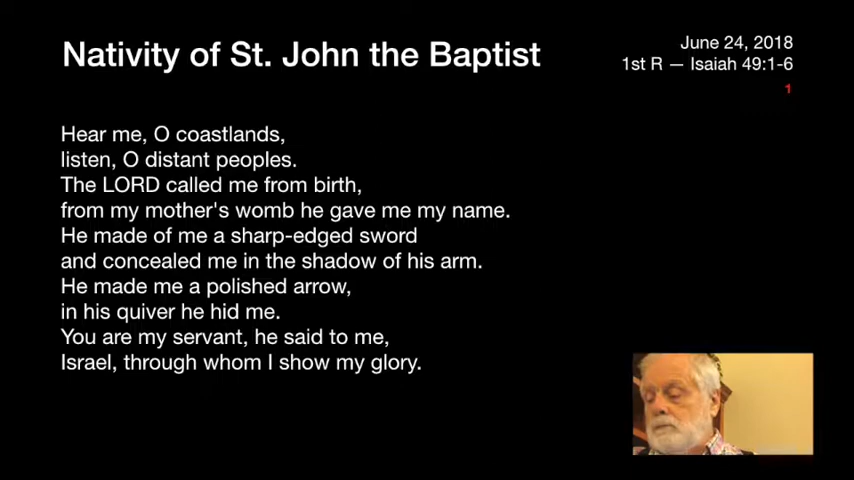 Nativity of St. John the Baptist
June 24, 2018
1st R — Isaiah 49:1-6
1
Hear me, O coastlands,
listen, O distant peoples.
The LORD called me from birth,
from my mother's womb he gave me my name.
He made of me a sharp-edged sword
and concealed me in the shadow of his arm.
He made me a polished arrow,
in his quiver he hid me.
You are my servant, he said to me,
Israel, through whom I show my glory.